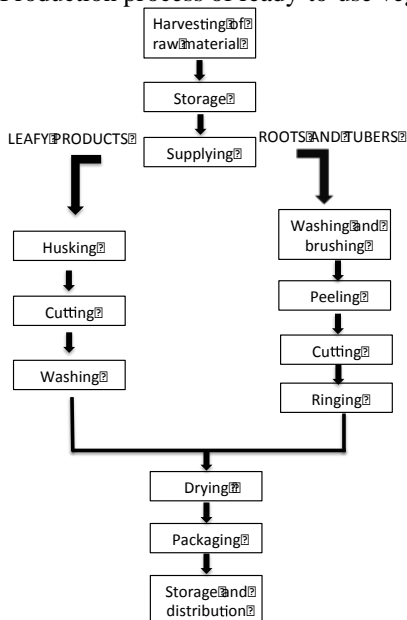 Production process of ready-to-use veg
Harvesting of
raw material
Storage
LEAFY PRODUCTS
ROOTS AND TUBERS
Supplying
Husking
Cutting
Washing
Washing and
brushing
Peeling
Cutting
Ringing
Drying
Packaging
Storage and
distribution